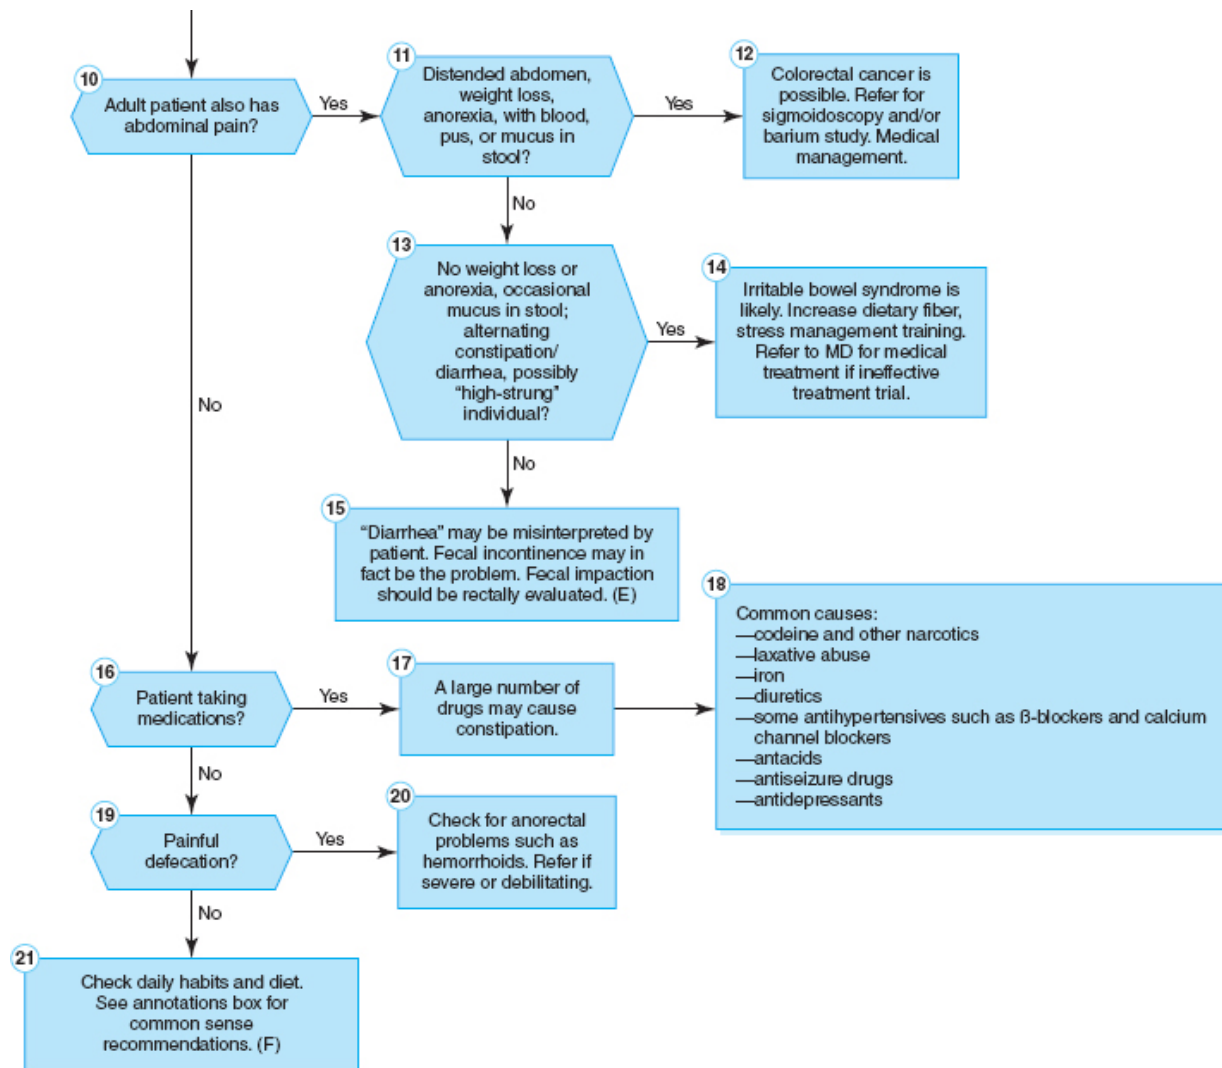 10
Adult patient also has
abdominal pain?
Yes
11
Distended abdomen,
weight loss,
anorexia, with blood,
pus, or mucus in
stool?
Yes
12
Colorectal cancer is
possible. Refer for
sigmoidoscopy and/or
barium study. Medical
management.
No
13
No weight loss or
anorexia, occasional
mucus in stool;
alternating
constipation/
diarrhea, possibly
“high-strung”
individual?
Yes
14
Irritable bowel syndrome is
likely. Increase dietary fiber,
stress management training.
Refer to MD for medical
treatment if ineffective
treatment trial.
No
No
15
“Diarrhea” may be misinterpreted by
patient. Fecal incontinence may in
fact be the problem. Fecal impaction
should be rectally evaluated. (E)
16
Patient taking
medications?
Yes
17
A large number of
drugs may cause
constipation.
18
Common causes:
—codeine and other narcotics
—laxative abuse
—iron
—diuretics
—some antihypertensives such as ß-blockers and calcium
channel blockers
—antacids
—antiseizure drugs
—antidepressants
No
19
Painful
defecation?
Yes
20
Check for anorectal
problems such as
hemorrhoids. Refer if
severe or debilitating.
No
21
Check daily habits and diet.
See annotations box for
common sense
recommendations. (F)